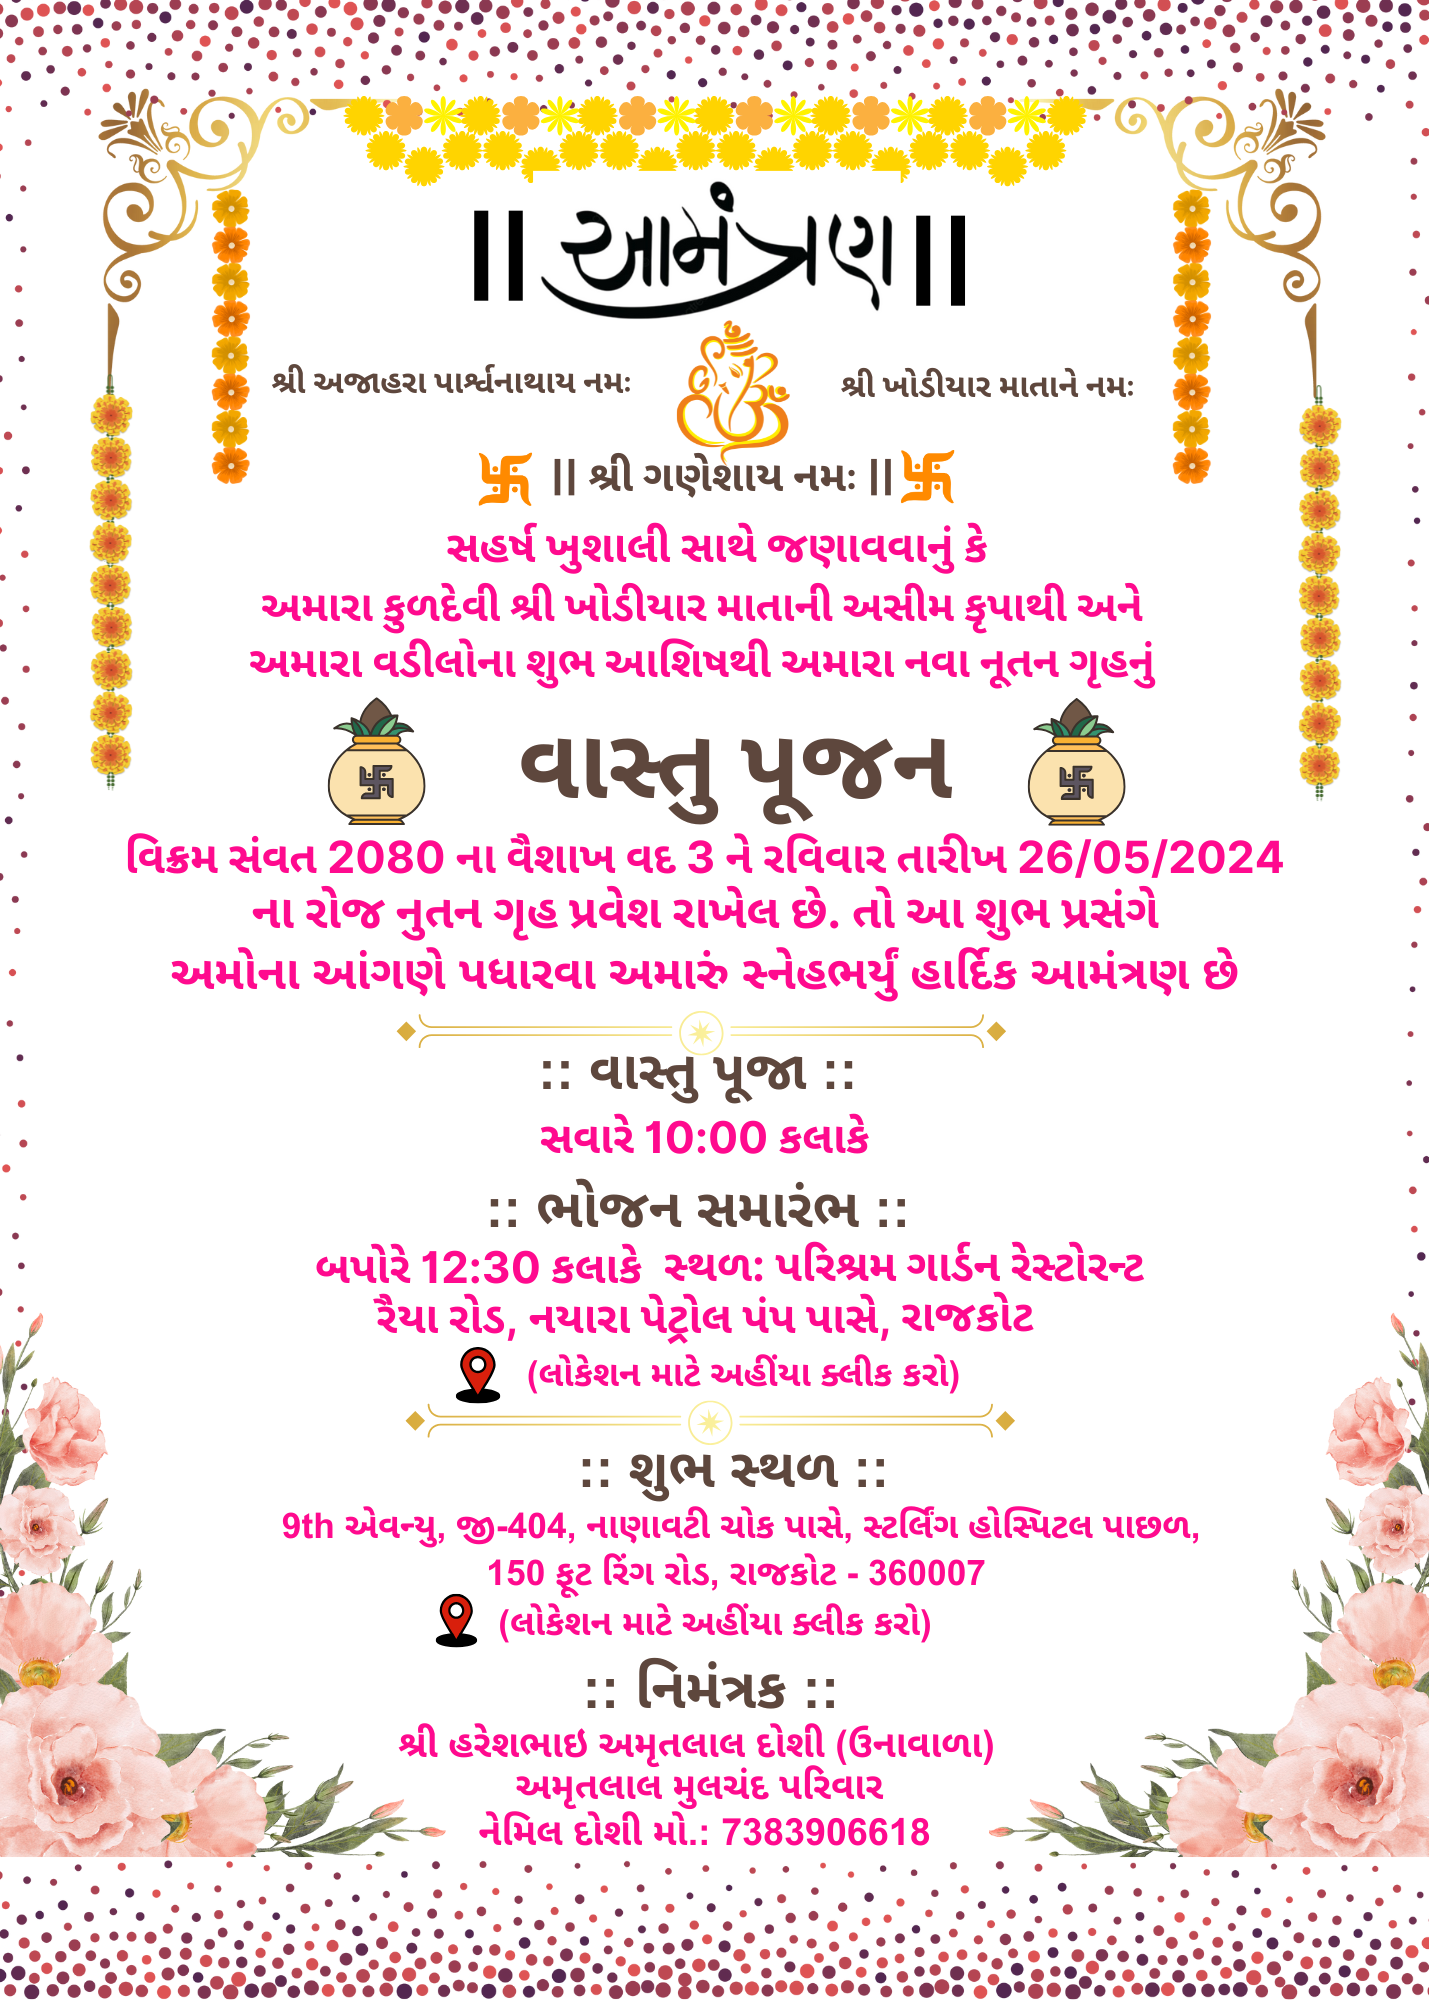 || આમંત્રણ ||
શ્રી અજાહરા પાર્શ્વનાથાય નમઃ
શ્રી ખોડીયાર માતાને નમઃ
卐 || શ્રી ગણેશાય નમઃ || 卐
સહર્ષ ખુશાલી સાથે જણાવવાનું કે
અમારા કુળદેવી શ્રી ખોડીયાર માતાની અસીમ કૃપાથી અને
અમારા વડીલોના શુભ આશિષથી અમારા નવા નૂતન ગૃહનું
વાસ્તુ પૂજન
વિક્રમ સંવત 2080 ના વૈશાખ વદ 3 ને રવિવાર તારીખ 26/05/2024
ના રોજ નુતન ગૃહ પ્રવેશ રાખેલ છે. તો આ શુભ પ્રસંગે
અમોના આંગણે પધારવા અમારું સ્નેહભર્યું હાર્દિક આમંત્રણ છે
:: વાસ્તુ પૂજા ::
સવારે 10:00 કલાકે
:: ભોજન સમારંભ ::
બપોરે 12:30 કલાકે સ્થળ: પરિશ્રમ ગાર્ડન રેસ્ટોરન્ટ
રૈયા રોડ, નયારા પેટ્રોલ પંપ પાસે, રાજકોટ
(લોકેશન માટે અહીંયા ક્લીક કરો)
:: શુભ સ્થળ ::
9th એવન્યુ, જી-404, નાણાવટી ચોક પાસે, સ્ટર્લિંગ હોસ્પિટલ પાછળ,
150 ફૂટ રિંગ રોડ, રાજકોટ - 360007
(લોકેશન માટે અહીંયા ક્લીક કરો)
:: નિમંત્રક ::
શ્રી હરેશભાઇ અમૃતલાલ દોશી (ઉનાવાળા)
અમૃતલાલ મુલચંદ પરિવાર
નેમિલ દોશી મો.: 7383906618